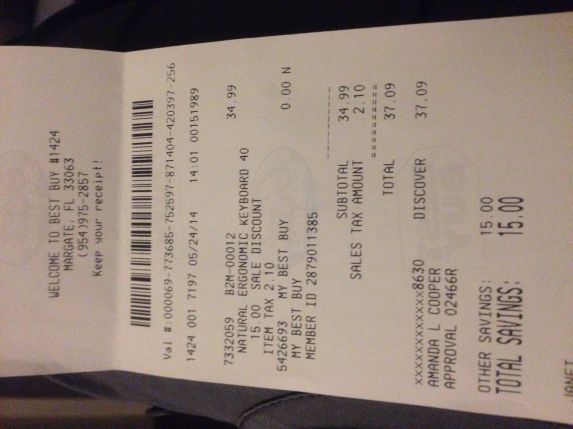 WELCOME TO BEST BUY #1424
MARGATE, FL 33063
(954)975-2857
Keep your receipt!
Val #:000069-773685-752597-871404-420397-256
1424 001 7197 05/24/14 14:01 00151989
7332059 B2M-00012 34.99
NATURAL ERGONOMIC KEYBOARD 40
15.00 SALE DISCOUNT
ITEM TAX 2.10
5426693 MY BEST BUY 0.00 N
MY BEST BUY
MEMBER ID 2879011385
----------
SUBTOTAL 34.99
SALES TAX AMOUNT 2.10
==========
TOTAL 37.09
xxxxxxxxxxxx8630 DISCOVER 37.09
AMANDA L COOPER
APPROVAL 02466R
OTHER SAVINGS: 15.00
TOTAL SAVINGS: 15.00
JANET